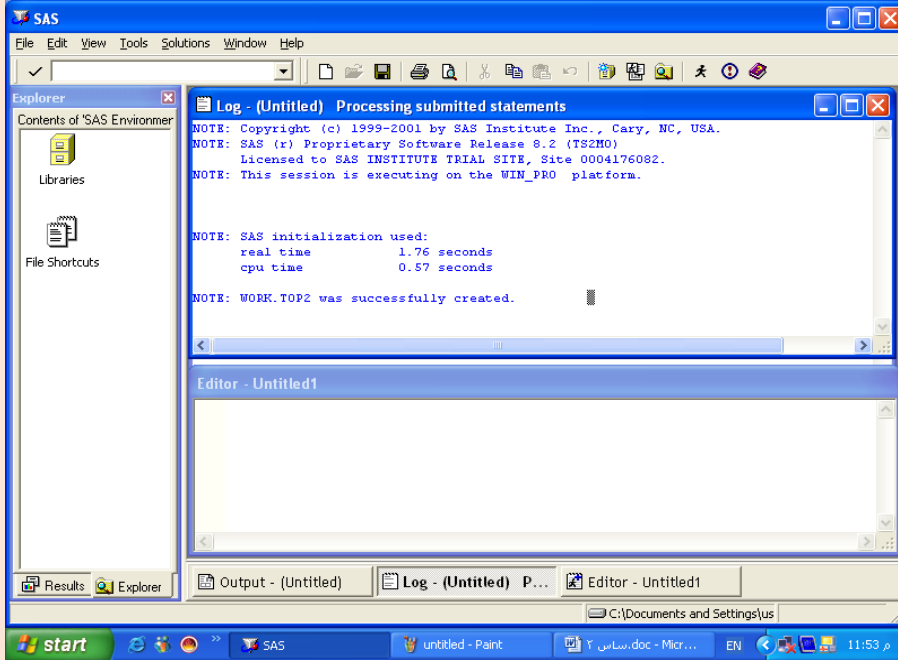 SAS
File Edit View Tools Solutions Window Help
Explorer
Contents of 'SAS Environmer
Libraries
File Shortcuts
Log - (Untitled) Processing submitted statements
NOTE: Copyright (c) 1999-2001 by SAS Institute Inc., Cary, NC, USA.
NOTE: SAS (r) Proprietary Software Release 8.2 (TS2M0)
Licensed to SAS INSTITUTE TRIAL SITE, Site 0004176082.
NOTE: This session is executing on the WIN_PRO platform.
NOTE: SAS initialization used:
real time 1.76 seconds
cpu time 0.57 seconds
NOTE: WORK.TOP2 was successfully created.
Editor - Untitled1
Results Explorer
Output - (Untitled) Log - (Untitled) P... Editor - Untitled1
C:\Documents and Settings\us
start SAS untitled - Paint ساس ۲.doc - Micr... EN 11:53 م